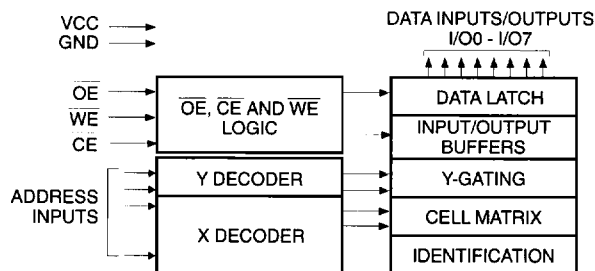 VCC
GND
DATA INPUTS/OUTPUTS
I/O0 - I/O7
OE
WE
CE
OE, CE AND WE
LOGIC
DATA LATCH
INPUT/OUTPUT
BUFFERS
ADDRESS
INPUTS
Y DECODER
Y-GATING
X DECODER
CELL MATRIX
IDENTIFICATION